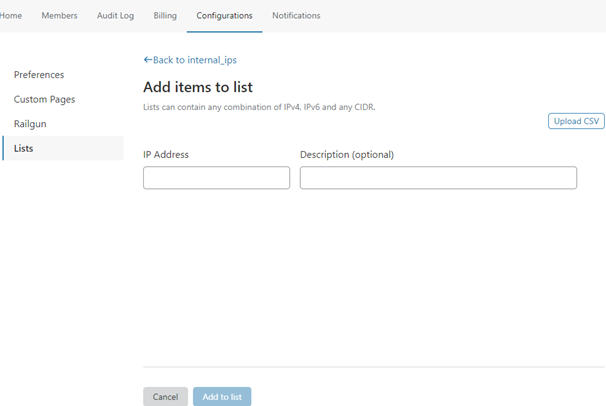 Home Members Audit Log Billing Configurations Notifications
←Back to internal_ips
Preferences
Add items to list
Custom Pages
Lists can contain any combination of IPv4, IPv6 and any CIDR.
Railgun
Upload CSV
Lists
IP Address Description (optional)
Cancel Add to list